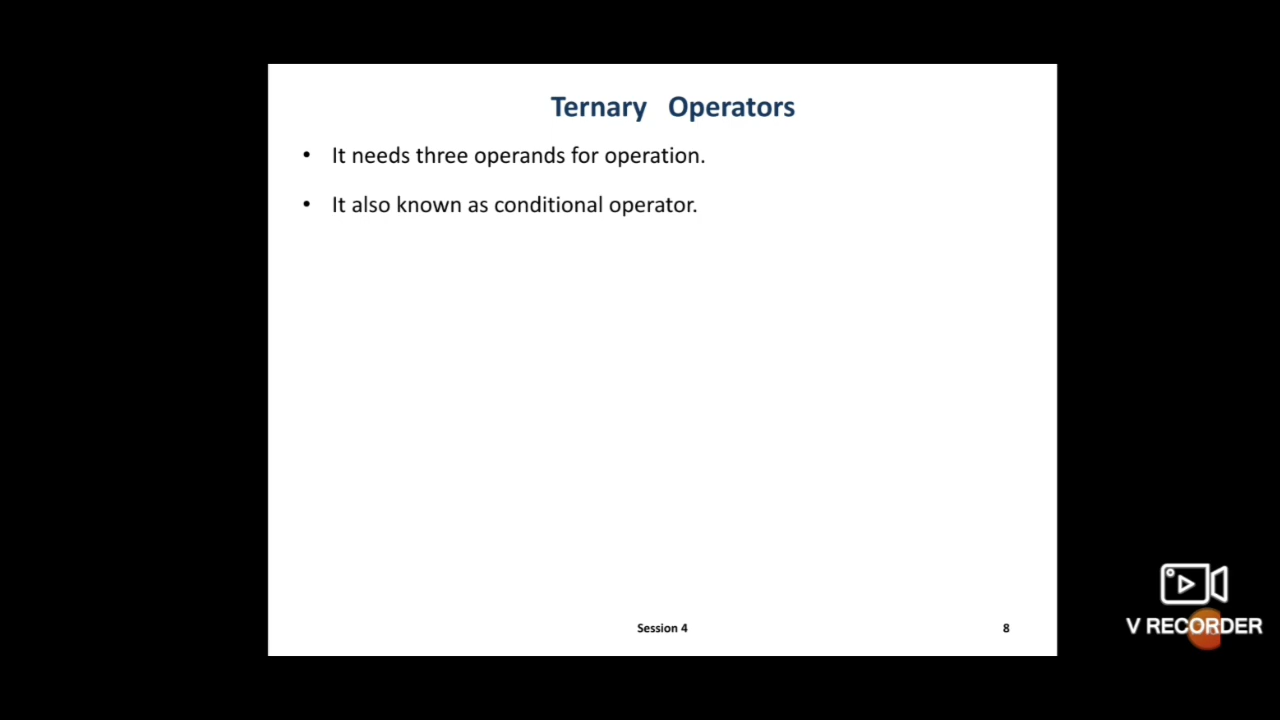 Ternary Operators
• It needs three operands for operation.
• It also known as conditional operator.
Session 4
8
V RECORDER